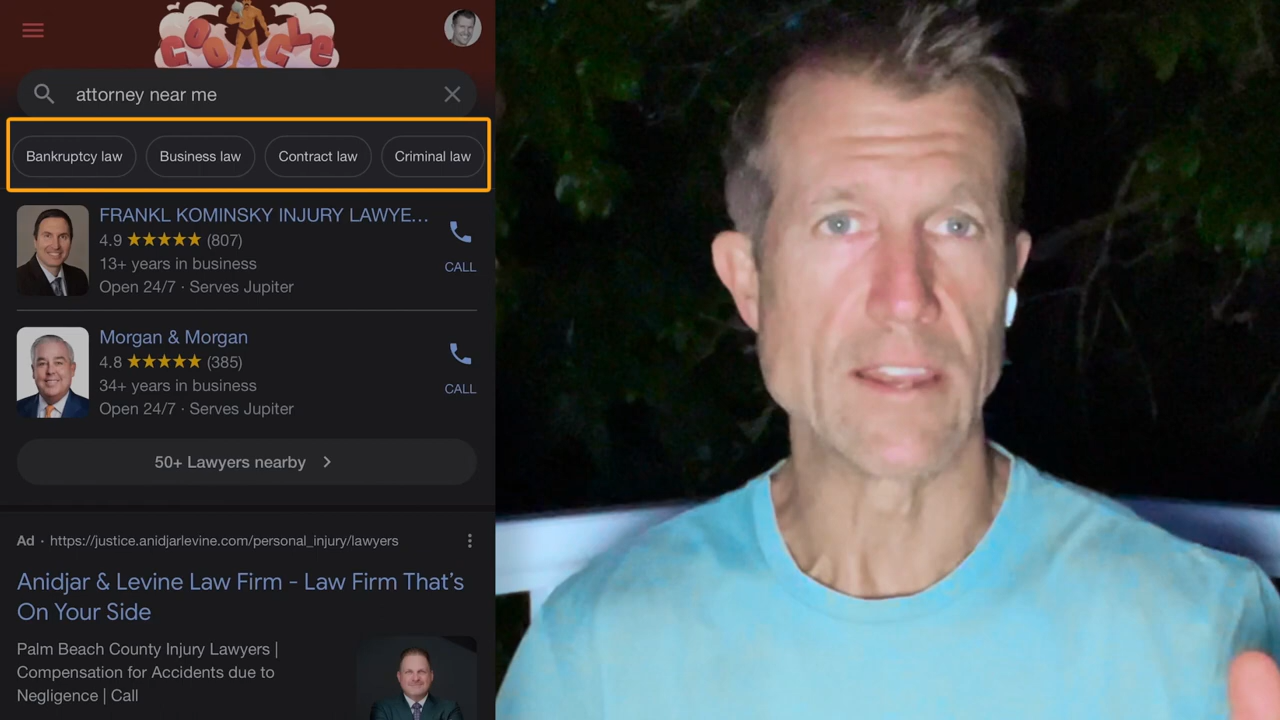 GOOGLE
attorney near me
Bankruptcy law
Business law
Contract law
Criminal law
FRANKL KOMINSKY INJURY LAWYE...
4.9 ★★★★★ (807)
13+ years in business
Open 24/7 · Serves Jupiter
CALL
Morgan & Morgan
4.8 ★★★★★ (385)
34+ years in business
Open 24/7 · Serves Jupiter
CALL
50+ Lawyers nearby
Ad · https://justice.anidjarlevine.com/personal_injury/lawyers
Anidjar & Levine Law Firm - Law Firm That's
On Your Side
Palm Beach County Injury Lawyers |
Compensation for Accidents due to
Negligence | Call